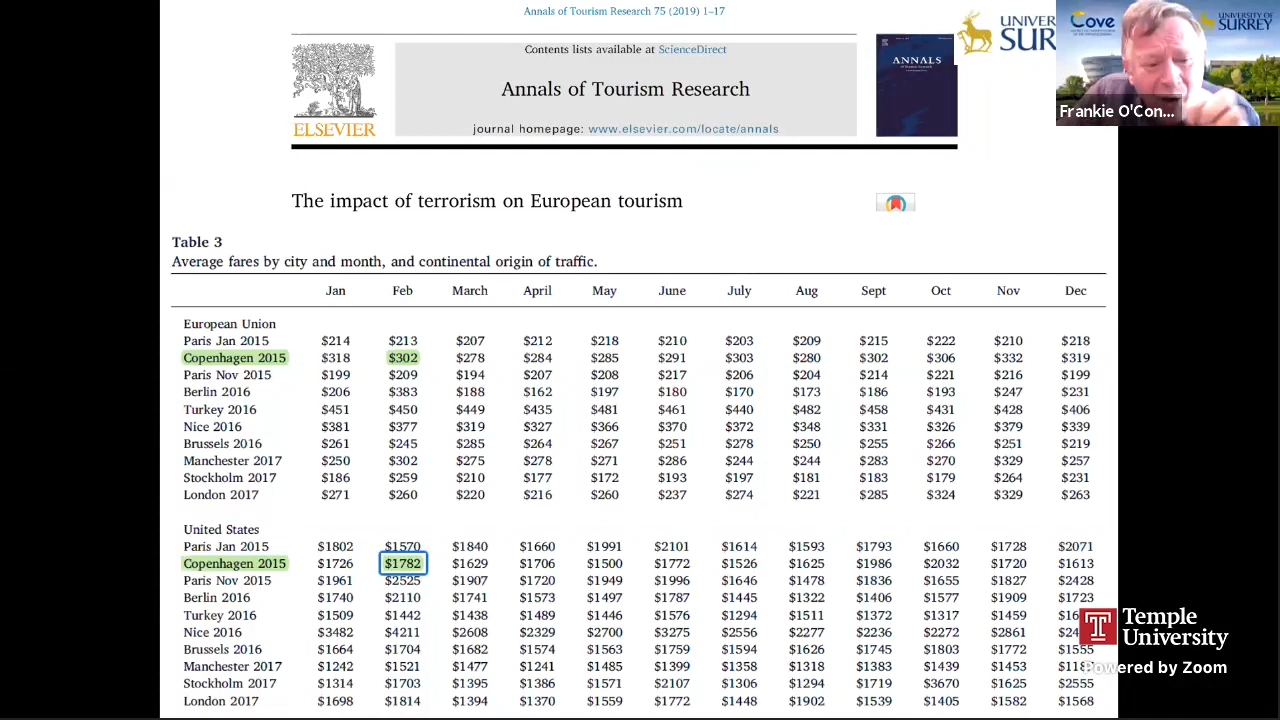 Annals of Tourism Research 75 (2019) 1–17
Contents lists available at ScienceDirect
Annals of Tourism Research
journal homepage: www.elsevier.com/locate/annals
ELSEVIER
ANNALS
UNIVER
SUR
Cove
UNIVERSITY OF
SURREY
Frankie O'Con...
The impact of terrorism on European tourism
Table 3
Average fares by city and month, and continental origin of traffic.
Jan Feb March April May June July Aug Sept Oct Nov Dec
European Union
Paris Jan 2015 $214 $213 $207 $212 $218 $210 $203 $209 $215 $222 $210 $218
Copenhagen 2015 $318 $302 $278 $284 $285 $291 $303 $280 $302 $306 $332 $319
Paris Nov 2015 $199 $209 $194 $207 $208 $217 $206 $204 $214 $221 $216 $199
Berlin 2016 $206 $383 $188 $162 $197 $180 $170 $173 $186 $193 $247 $231
Turkey 2016 $451 $450 $449 $435 $481 $461 $440 $482 $458 $431 $428 $406
Nice 2016 $381 $377 $319 $327 $366 $370 $372 $348 $331 $326 $379 $339
Brussels 2016 $261 $245 $285 $264 $267 $251 $278 $250 $255 $266 $251 $219
Manchester 2017 $250 $302 $275 $278 $271 $286 $244 $244 $283 $270 $329 $257
Stockholm 2017 $186 $259 $210 $177 $172 $193 $197 $181 $183 $179 $264 $231
London 2017 $271 $260 $220 $216 $260 $237 $274 $221 $285 $324 $329 $263
United States
Paris Jan 2015 $1802 $1570 $1840 $1660 $1991 $2101 $1614 $1593 $1793 $1660 $1728 $2071
Copenhagen 2015 $1726 $1782 $1629 $1706 $1500 $1772 $1526 $1625 $1986 $2032 $1720 $1613
Paris Nov 2015 $1961 $2525 $1907 $1720 $1949 $1996 $1646 $1478 $1836 $1655 $1827 $2428
Berlin 2016 $1740 $2110 $1741 $1573 $1497 $1787 $1445 $1322 $1406 $1577 $1909 $1723
Turkey 2016 $1509 $1442 $1438 $1489 $1446 $1576 $1294 $1511 $1372 $1317 $1459
Nice 2016 $3482 $4211 $2608 $2329 $2700 $3275 $2556 $2277 $2236 $2272 $2861
Brussels 2016 $1664 $1704 $1682 $1574 $1563 $1759 $1594 $1626 $1745 $1803 $1772 $1555
Manchester 2017 $1242 $1521 $1477 $1241 $1485 $1399 $1358 $1318 $1383 $1439 $1453
Stockholm 2017 $1314 $1703 $1395 $1386 $1571 $2107 $1306 $1294 $1719 $3670 $1625 $2555
London 2017 $1698 $1814 $1394 $1370 $1559 $1772 $1448 $1902 $1539 $1405 $1582 $1568
Temple
University
Powered by Zoom